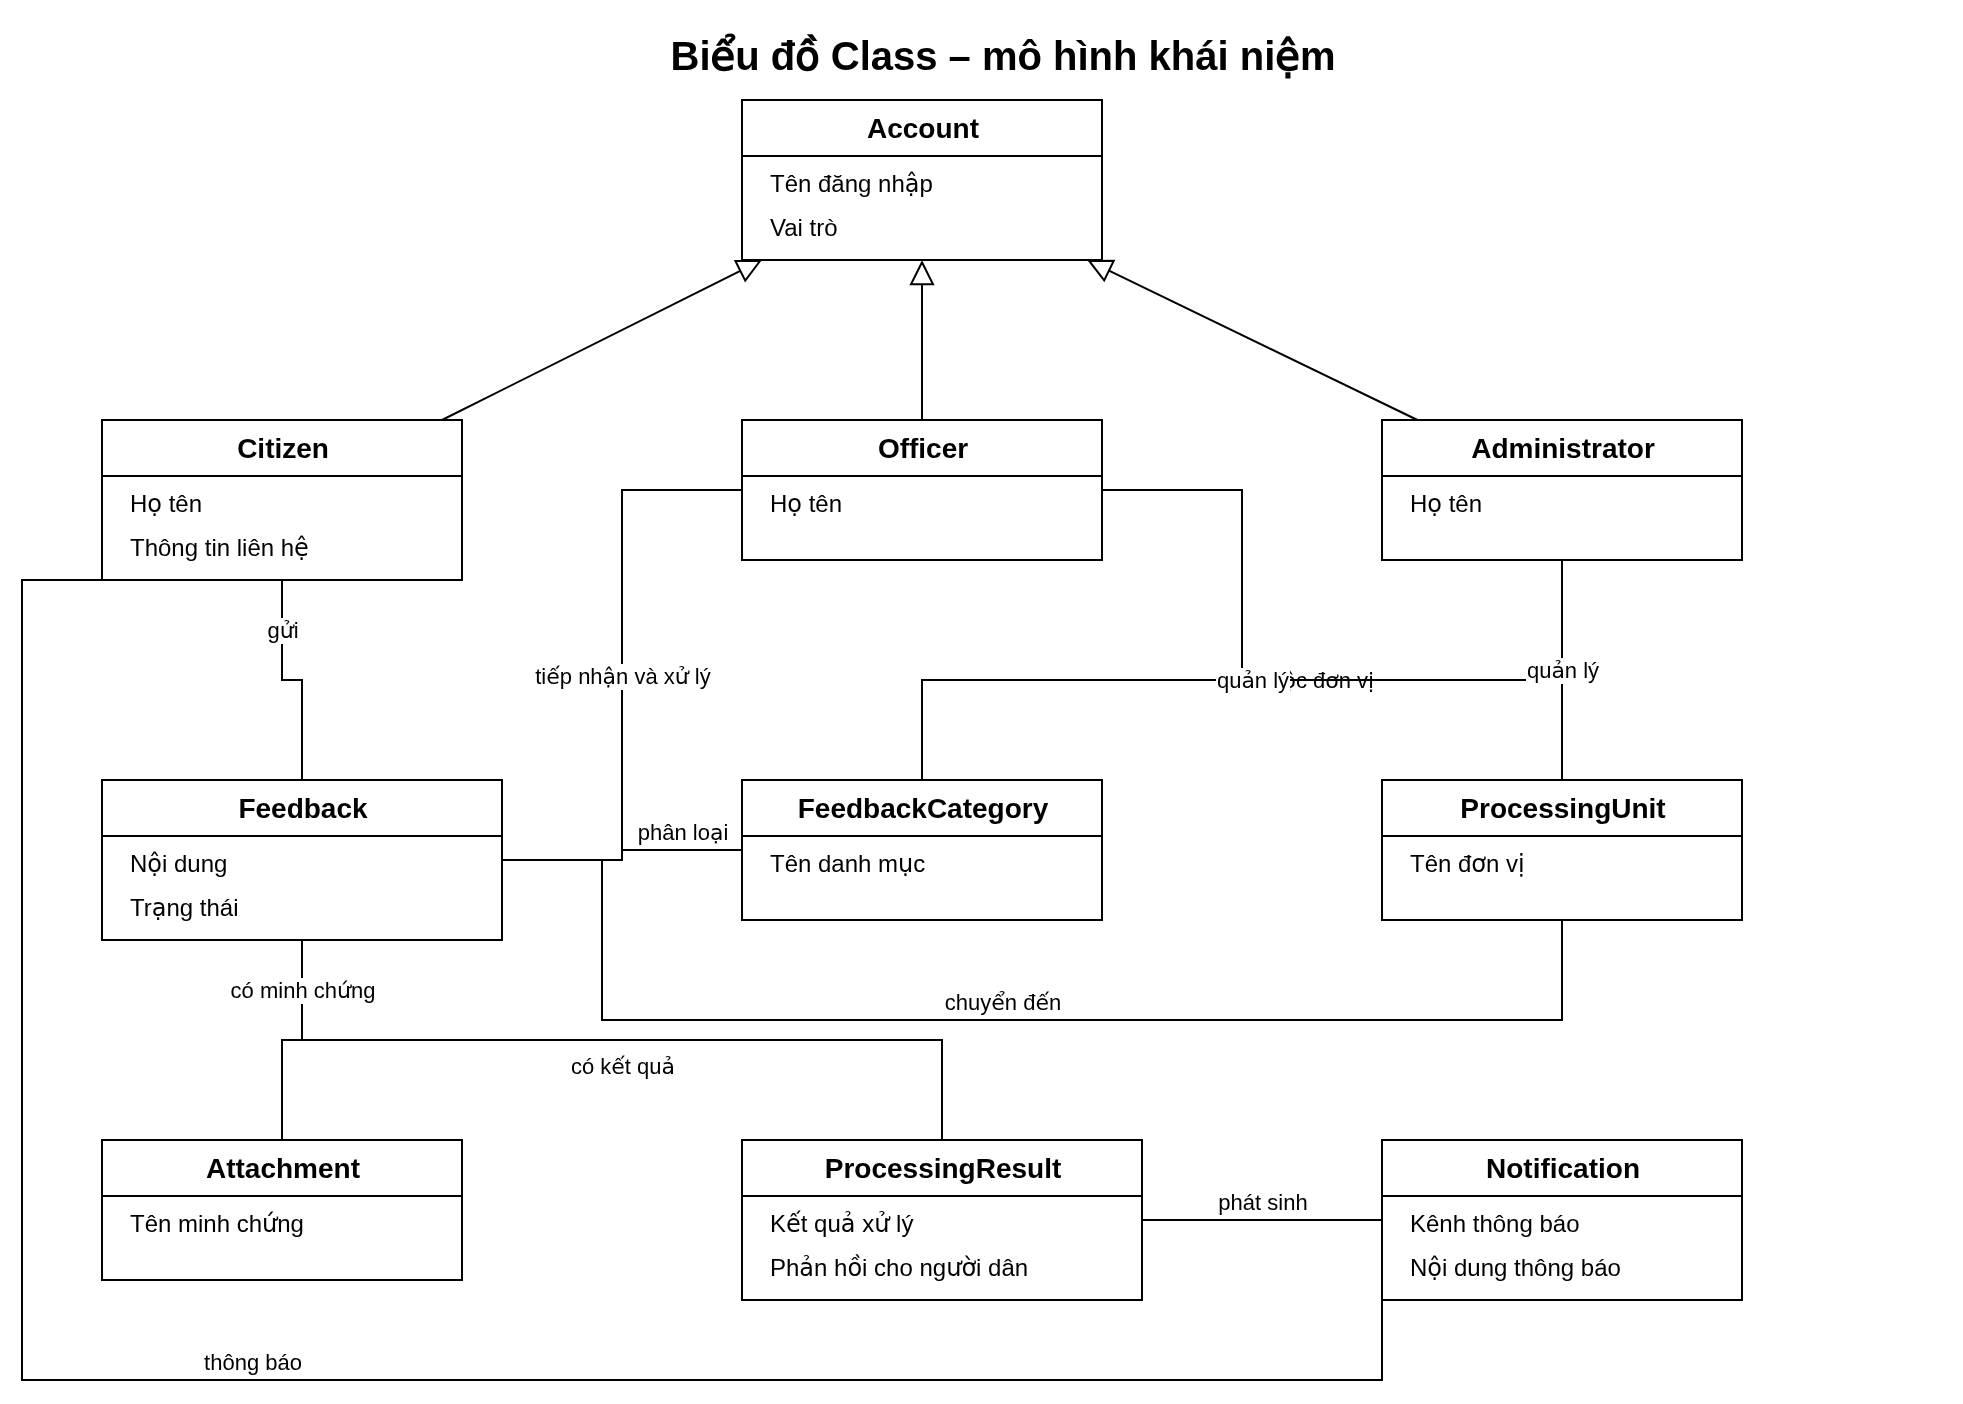 Biểu đồ Class – mô hình khái niệm
Account
Tên đăng nhập
Vai trò
Citizen
Họ tên
Thông tin liên hệ
Officer
Họ tên
Administrator
Họ tên
gửi
tiếp nhận và xử lý
quản lý
đơn vị
quản lý
Feedback
Nội dung
Trạng thái
phân loại
FeedbackCategory
Tên danh mục
ProcessingUnit
Tên đơn vị
có minh chứng
chuyển đến
có kết quả
Attachment
Tên minh chứng
ProcessingResult
Kết quả xử lý
Phản hồi cho người dân
phát sinh
Notification
Kênh thông báo
Nội dung thông báo
thông báo